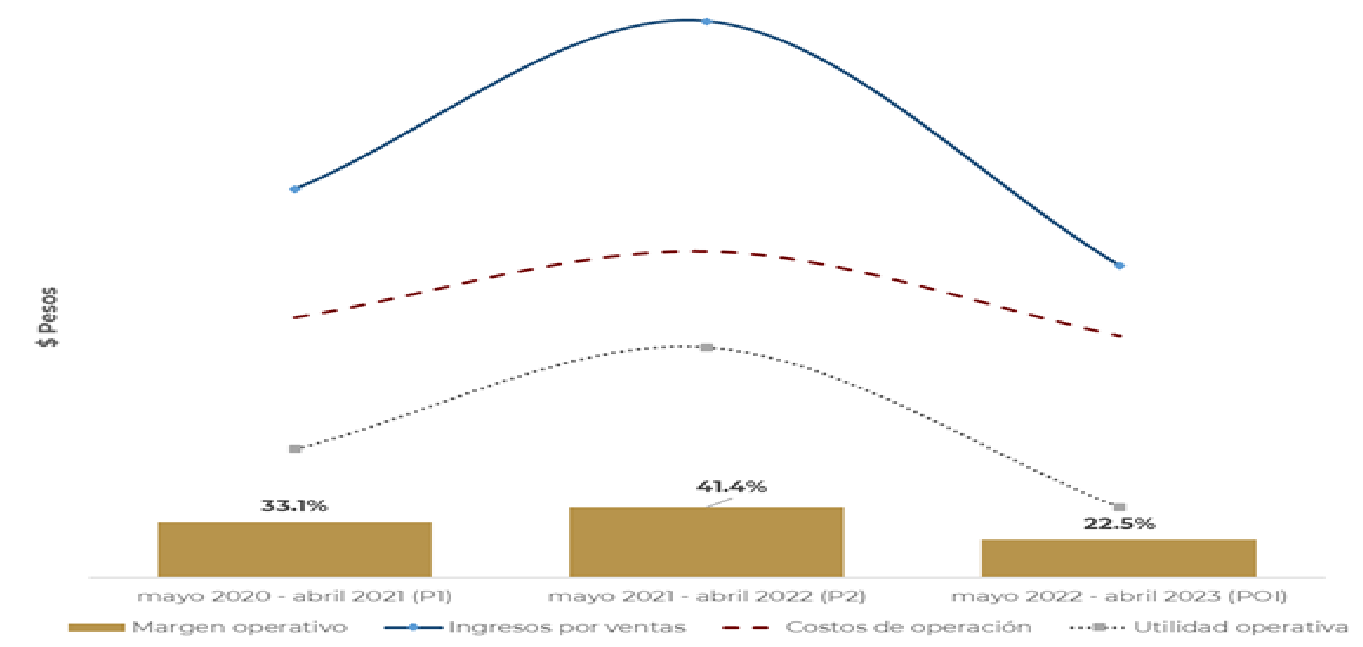 $ Pesos
41.4%
33.1%
22.5%
mayo 2020 - abril 2021 (P1)
mayo 2021 - abril 2022 (P2)
mayo 2022 - abril 2023 (POI)
Margen operativo
Ingresos por ventas
Costos de operación
Utilidad operativa